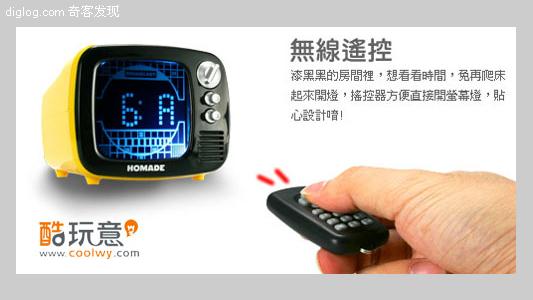 diglog.com 奇客发现
無線遙控
漆黑黑的房間裡，想看看時間，免再爬床
起來開燈，搖控器方便直接開螢幕燈，貼
心設計唷!
6:A
HOMADE
酷玩意
www.coolwy.com